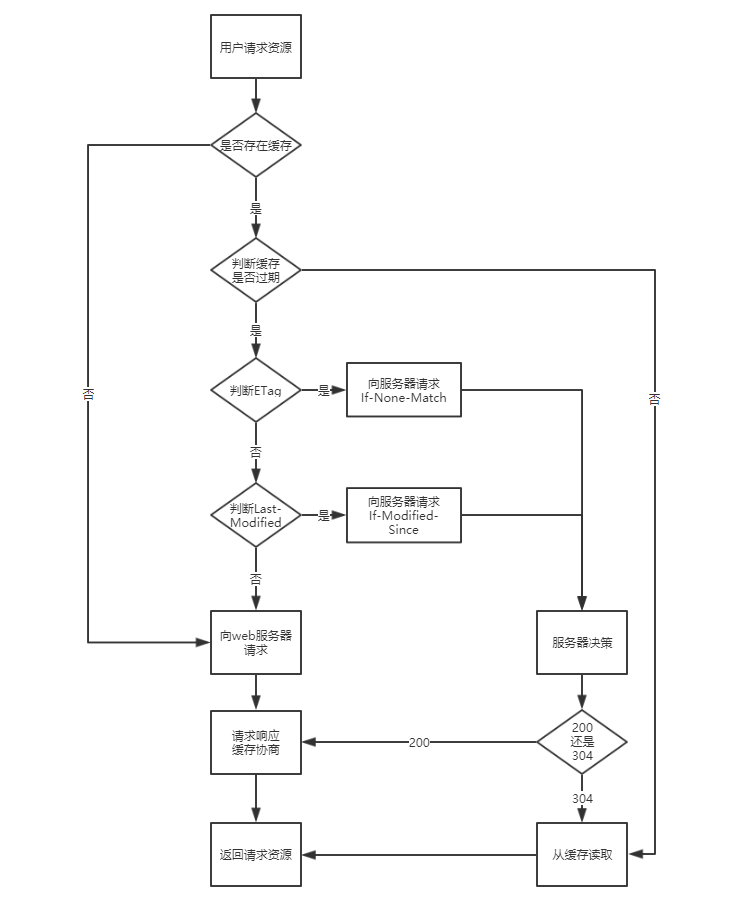 用户请求资源
是否存在缓存
是
判断缓存
是否过期
是
否
否
判断ETag
是
向服务器请求
If-None-Match
否
判断Last-
Modified
是
向服务器请求
If-Modified-
Since
否
向web服务器
请求
服务器决策
请求响应
缓存协商
200
200
还是
304
304
返回请求资源
从缓存读取